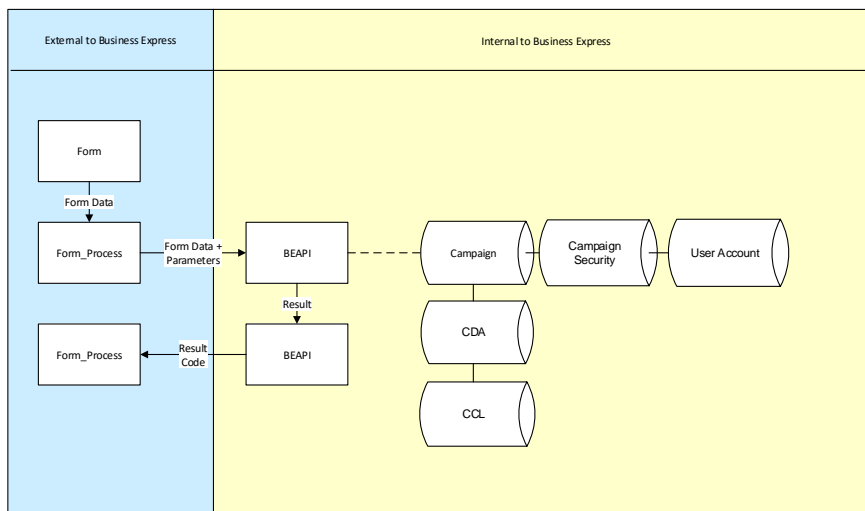 External to Business Express
Internal to Business Express
Form
Form Data
Form_Process
Form Data +
Parameters
BEAPI
Campaign
Campaign
Security
User Account
Result
CDA
Form_Process
Result
Code
BEAPI
CCL